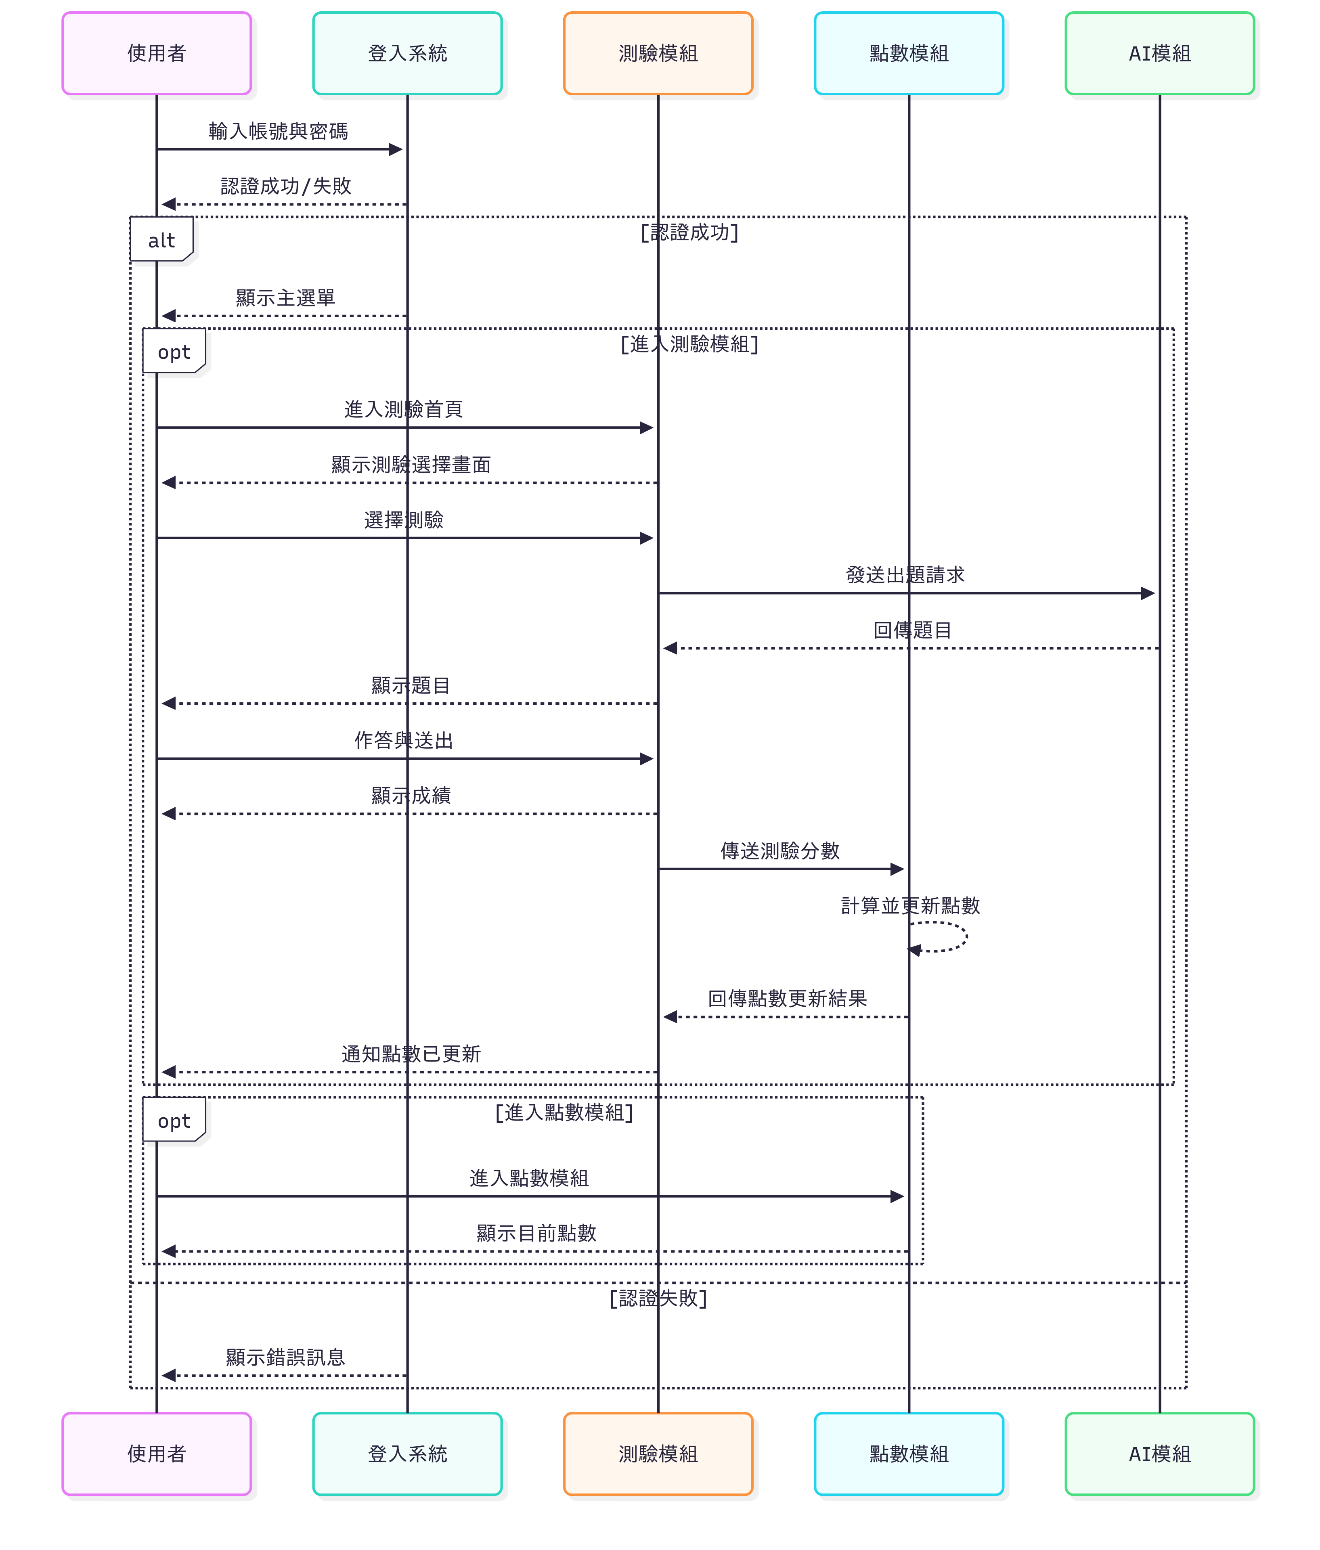 使用者
登入系統
測驗模組
點數模組
AI模組
輸入帳號與密碼
認證成功/失敗
alt
[認證成功]
顯示主選單
opt
[進入測驗模組]
進入測驗首頁
顯示測驗選擇畫面
選擇測驗
發送出題請求
回傳題目
顯示題目
作答與送出
顯示成績
傳送測驗分數
計算並更新點數
回傳點數更新結果
通知點數已更新
opt
[進入點數模組]
進入點數模組
顯示目前點數
[認證失敗]
顯示錯誤訊息
使用者
登入系統
測驗模組
點數模組
AI模組